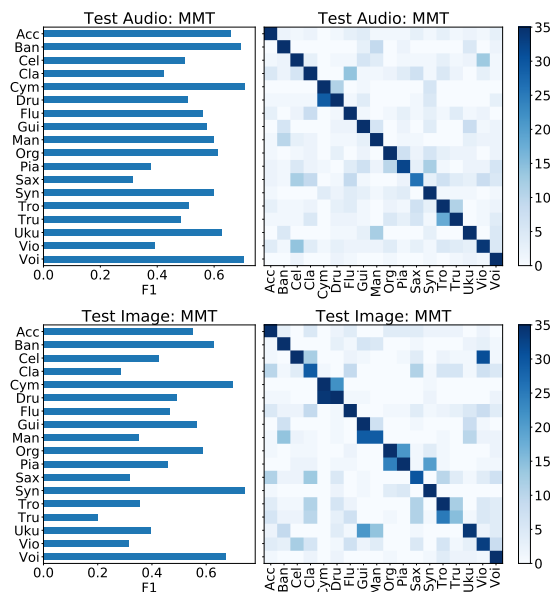 Test Audio: MMT
Acc
Ban
Cel
Cla
Cym
Dru
Flu
Gui
Man
Org
Pia
Sax
Syn
Tro
Tru
Uku
Vio
Voi
0.0 0.2 0.4 0.6
F1
Test Audio: MMT
Acc Ban Cel Cla Cym Dru Flu Gui Man Org Pia Sax Syn Tro Tru Uku Vio Voi
35
30
25
20
15
10
5
0
Test Image: MMT
Acc
Ban
Cel
Cla
Cym
Dru
Flu
Gui
Man
Org
Pia
Sax
Syn
Tro
Tru
Uku
Vio
Voi
0.0 0.2 0.4 0.6
F1
Test Image: MMT
Acc Ban Cel Cla Cym Dru Flu Gui Man Org Pia Sax Syn Tro Tru Uku Vio Voi
35
30
25
20
15
10
5
0